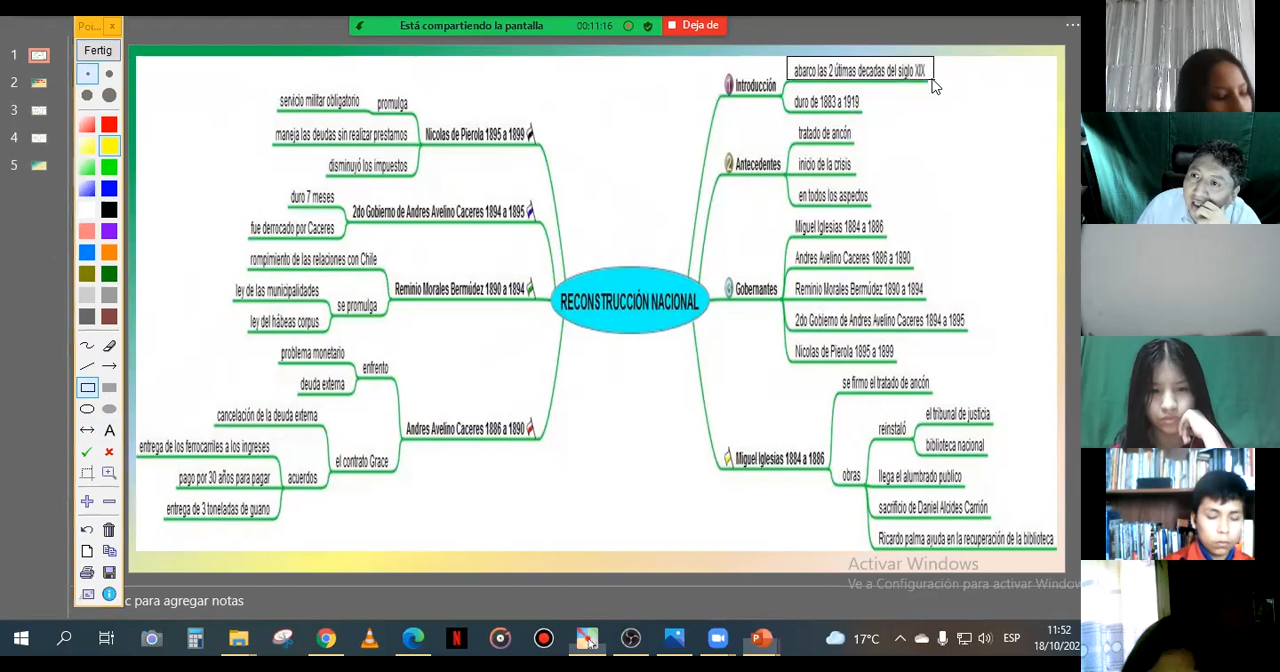 Está compartiendo la pantalla
00:11:16
Deja de
Poi...
x
Fertig
1
2
3
4
5
RECONSTRUCCIÓN NACIONAL
Introducción
abarco las 2 útimas decadas del siglo XIX
duro de 1883 a 1919
Antecedentes
tratado de ancón
inicio de la crisis
en todos los aspectos
Gobernantes
Miguel Iglesias 1884 a 1886
Andres Avelino Caceres 1886 a 1890
Reminio Morales Bermúdez 1890 a 1894
2do Gobierno de Andres Avelino Caceres 1894 a 1895
Nicolas de Pierola 1895 a 1899
Miguel Iglesias 1884 a 1886
se firmo el tratado de ancón
obras
reinstaló
el tribunal de justicia
biblioteca nacional
llega el alumbrado publico
sacrificio de Daniel Alcides Carrión
Ricardo palma ayuda en la recuperación de la biblioteca
Nicolas de Pierola 1895 a 1899
promulga
servicio militar obligatorio
maneja las deudas sin realizar prestamos
disminuyó los impuestos
2do Gobierno de Andres Avelino Caceres 1894 a 1895
duro 7 meses
fue derrocado por Caceres
Reminio Morales Bermúdez 1890 a 1894
rompimiento de las relaciones con Chile
se promulga
ley de las municipalidades
ley del hábeas corpus
Andres Avelino Caceres 1886 a 1890
enfrento
problema monetario
deuda externa
el contrato Grace
cancelación de la deuda externa
acuerdos
entrega de los ferrocarriles a los ingreses
pago por 30 años para pagar
entrega de 3 toneladas de guano
Activar Windows
Ve a Configuración para activar Window
c para agregar notas
17°C
ESP
11:52
18/10/202